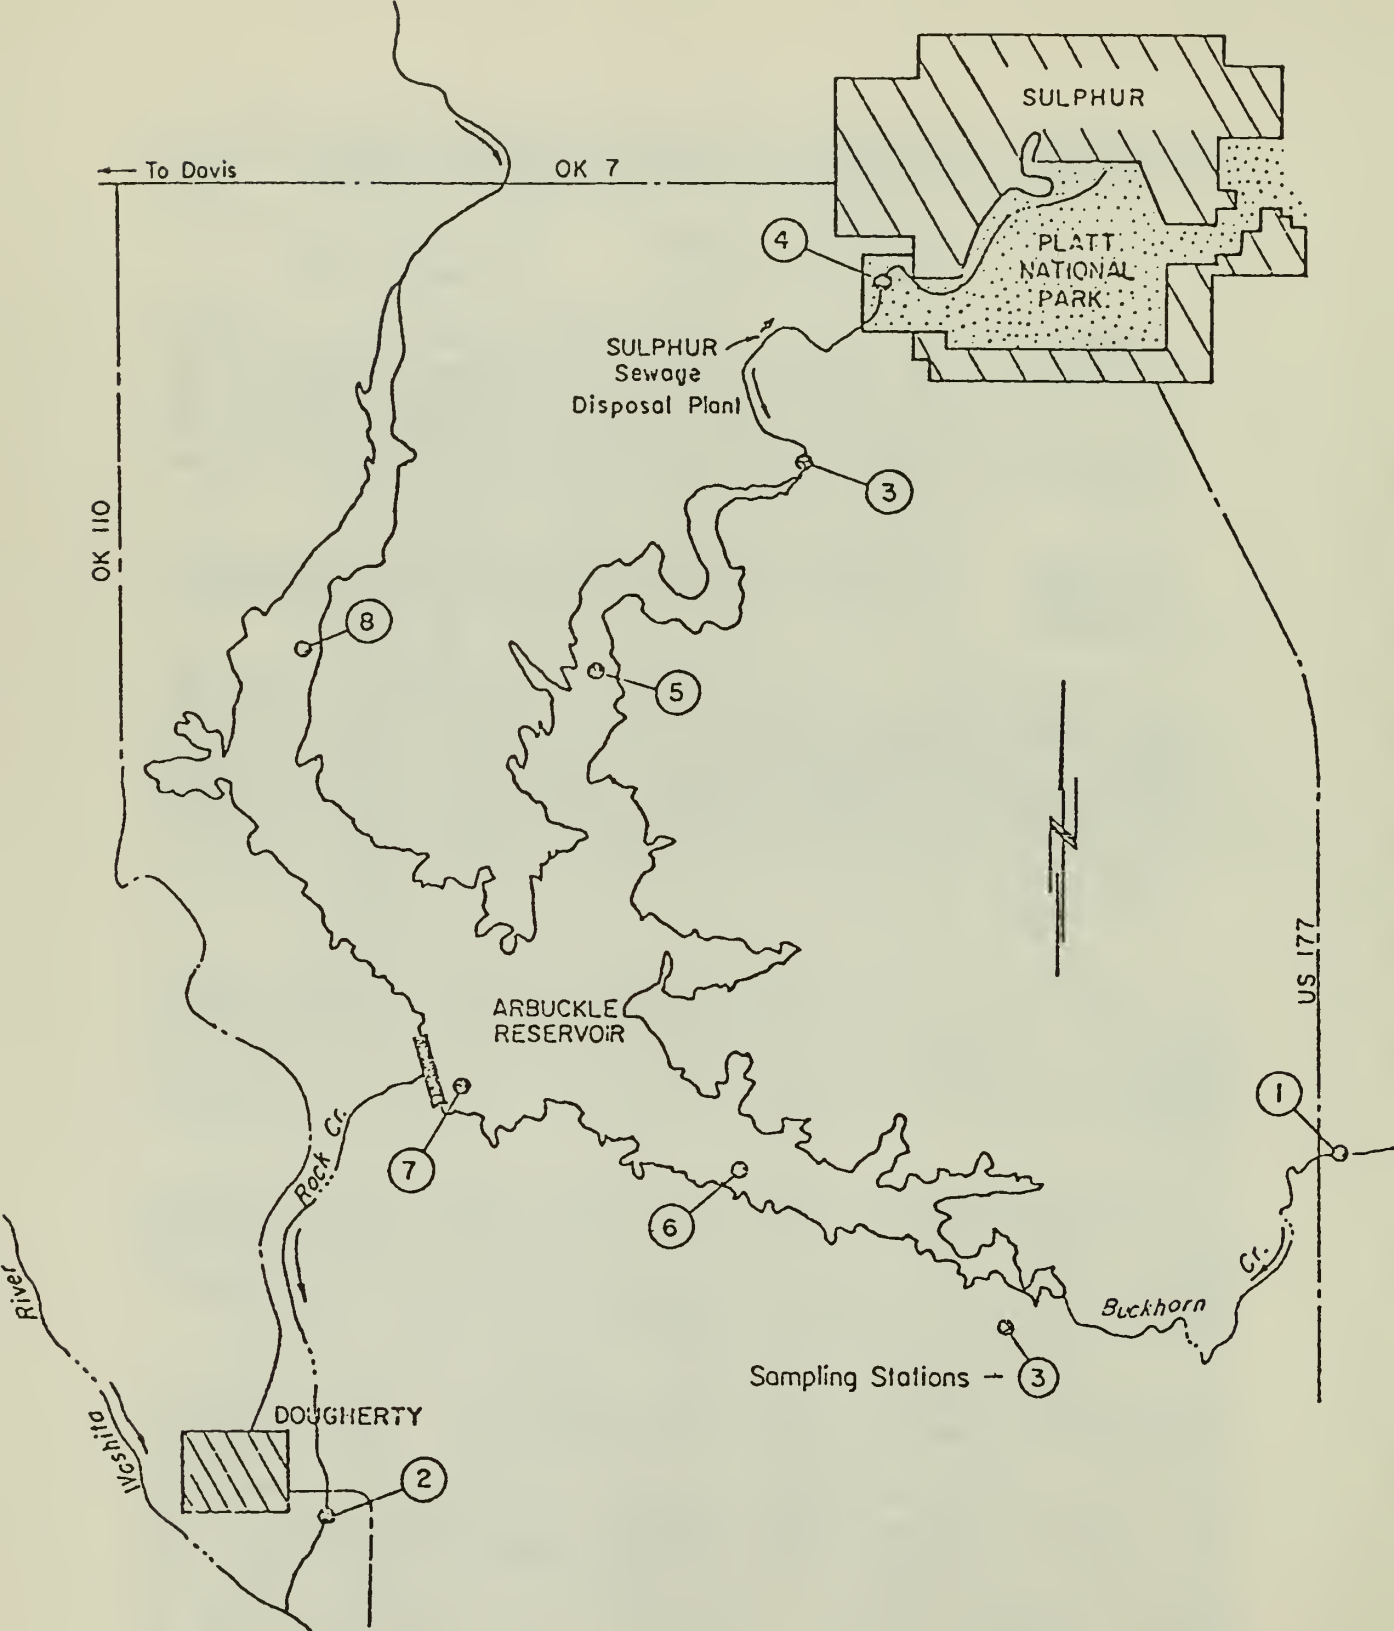 SULPHUR
← To Davis
OK 7
4
PLATT
NATIONAL
PARK
SULPHUR
Sewage
Disposal Plant
3
OK 110
8
5
N
US 177
ARBUCKLE
RESERVOIR
1
Rock Cr.
7
6
River
Cr.
Buckhorn
Sampling Stations - 3
DOUGHERTY
Washita
2